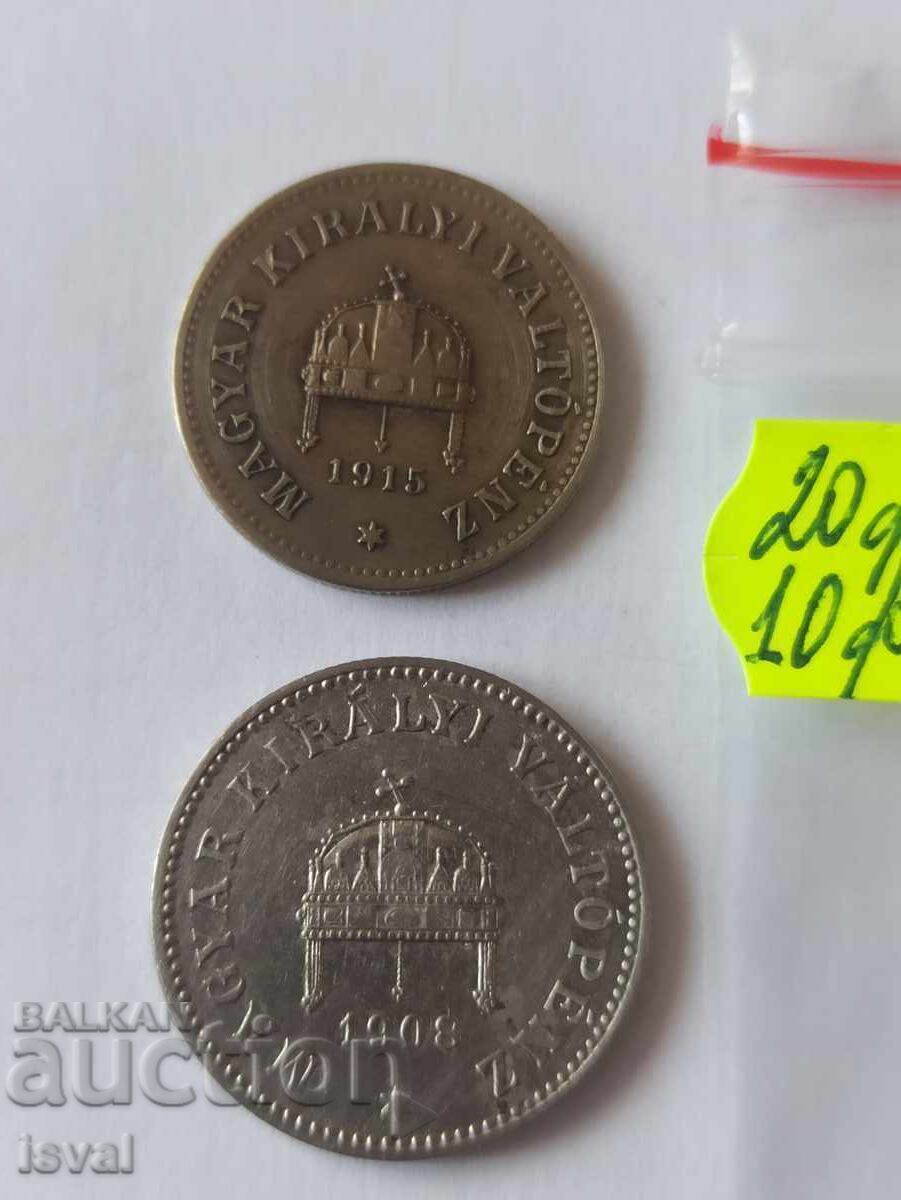 MAGYAR KIRÁLYI VÁLTÓPÉNZ
1915
20
10
MAGYAR KIRÁLYI VÁLTÓPÉNZ
1908
BALKAN
auction
isval